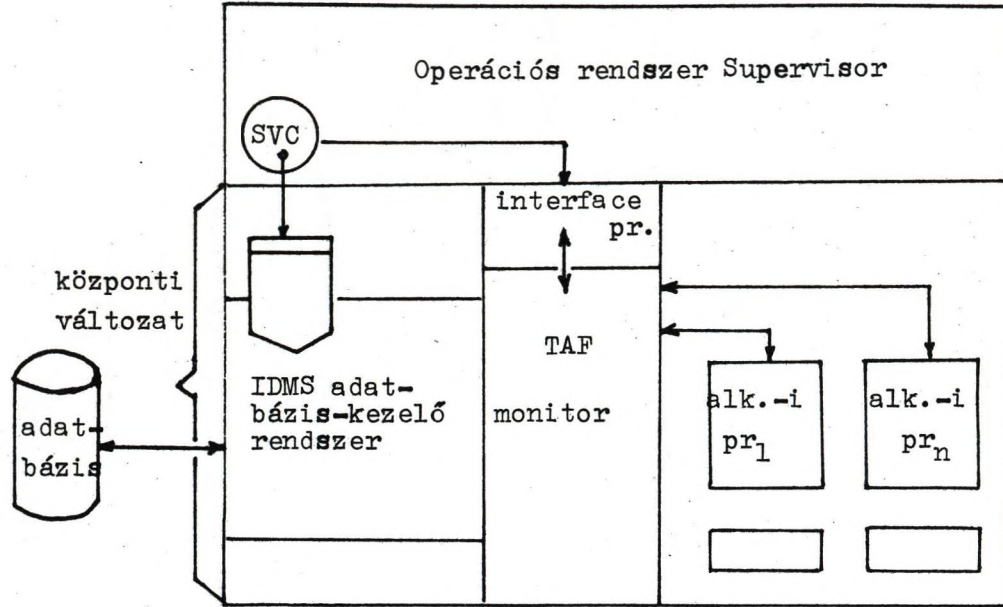 Operációs rendszer Supervisor
SVC
interface
pr.
központi
változat
TAF
monitor
IDMS adat-
bázis-kezelő
rendszer
adat-
bázis
alk.-i
pr1
alk.-i
prn